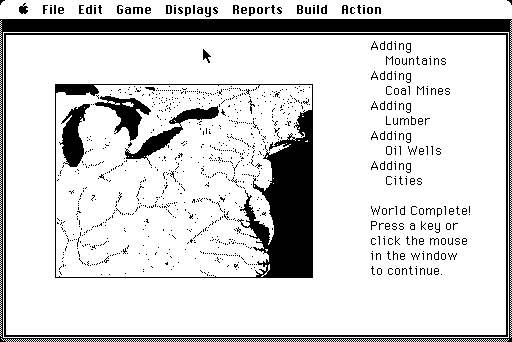 File Edit Game Displays Reports Build Action
Adding
Mountains
Adding
Coal Mines
Adding
Lumber
Adding
Oil Wells
Adding
Cities
World Complete!
Press a key or
click the mouse
in the window
to continue.